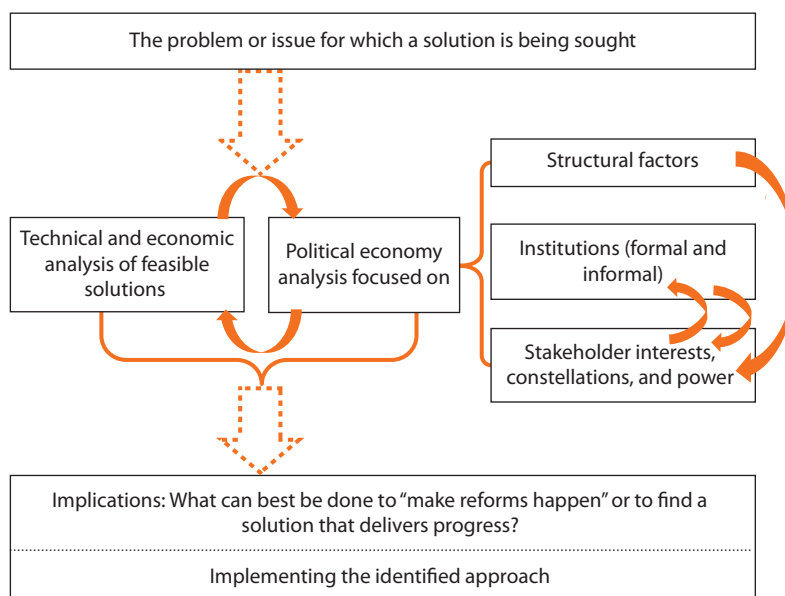 The problem or issue for which a solution is being sought
Technical and economic
analysis of feasible
solutions
Political economy
analysis focused on
Structural factors
Institutions (formal and
informal)
Stakeholder interests,
constellations, and power
Implications: What can best be done to “make reforms happen” or to find a
solution that delivers progress?
Implementing the identified approach